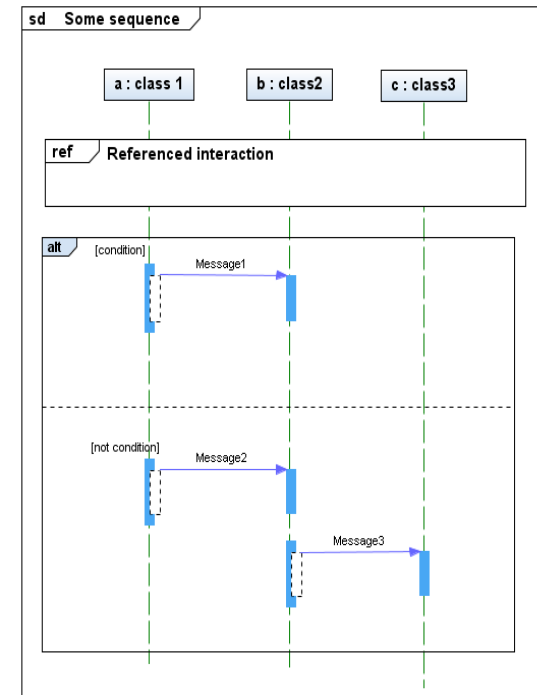 sd Some sequence
a : class 1 b : class2 c : class3
ref Referenced interaction
alt [condition]
Message1
[not condition]
Message2
Message3